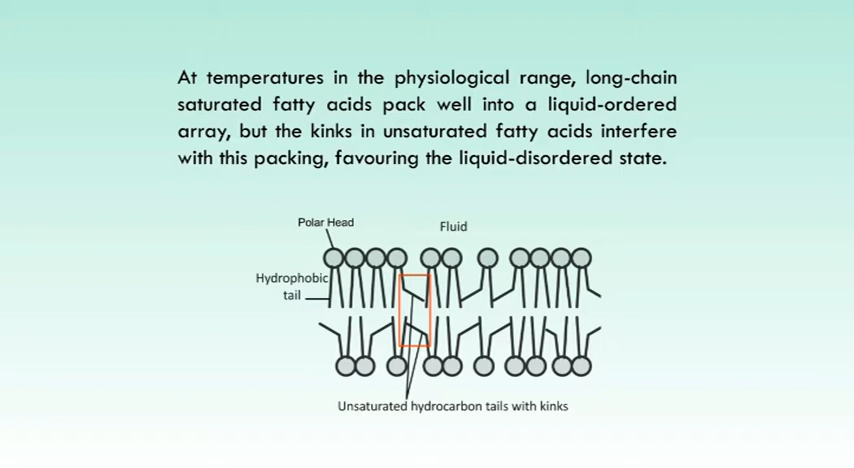 At temperatures in the physiological range, long-chain
saturated fatty acids pack well into a liquid-ordered
array, but the kinks in unsaturated fatty acids interfere
with this packing, favouring the liquid-disordered state.
Polar Head
Fluid
Hydrophobic
tail
Unsaturated hydrocarbon tails with kinks